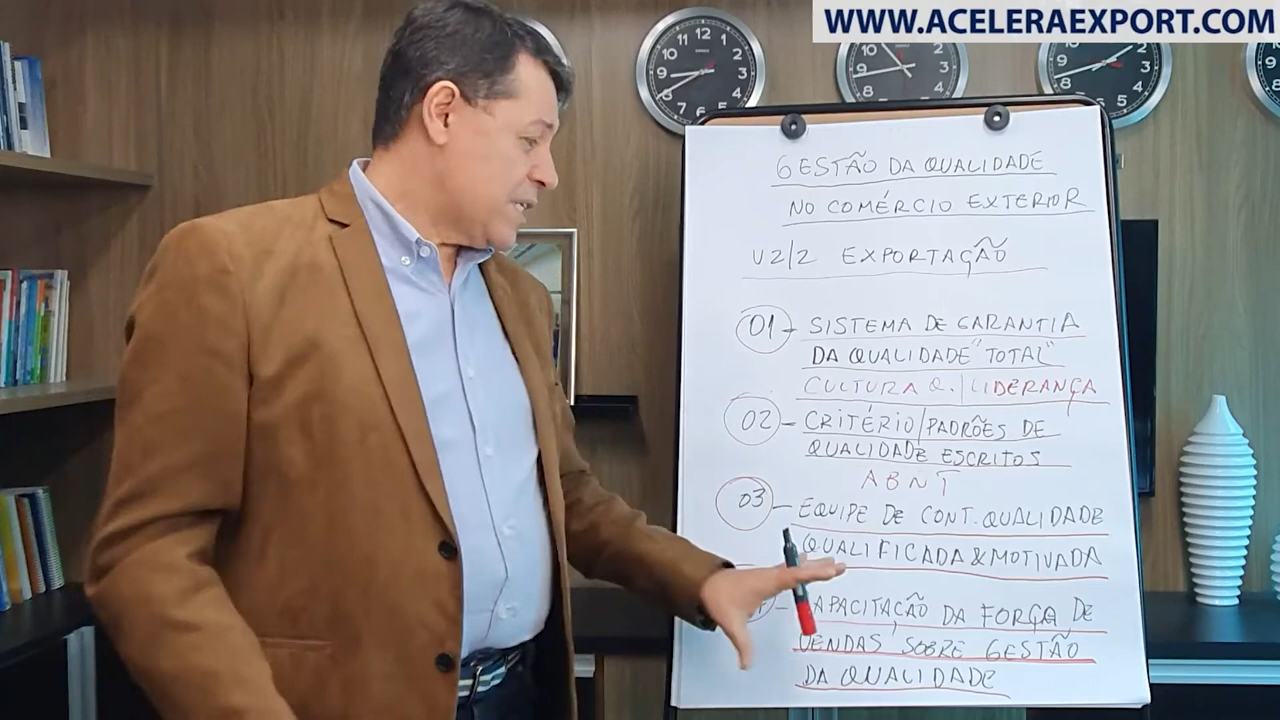 WWW.ACELERAEXPORT.COM
GESTÃO DA QUALIDADE
NO COMÉRCIO EXTERIOR
V2/2 EXPORTAÇÃO
01 - SISTEMA DE GARANTIA
DA QUALIDADE "TOTAL"
CULTURA Q. / LIDERANÇA
02 - CRITÉRIO/PADRÕES DE
QUALIDADE ESCRITOS
ABNT
03 - EQUIPE DE CONT. QUALIDADE
QUALIFICADA & MOTIVADA
CAPACITAÇÃO DA FORÇA DE
VENDAS SOBRE GESTÃO
DA QUALIDADE